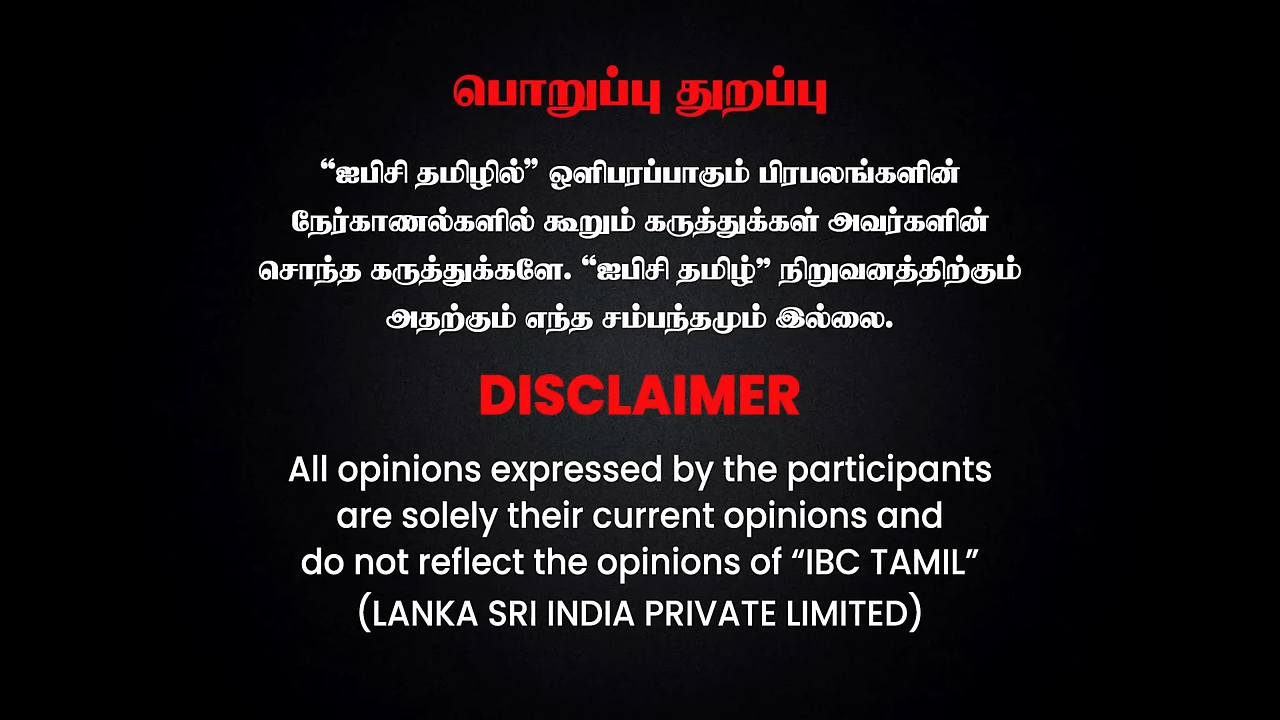 பொறுப்பு துறப்பு
“ஐபிசி தமிழில்” ஒளிபரப்பாகும் பிரபலங்களின்
நேர்காணல்களில் கூறும் கருத்துக்கள் அவர்களின்
சொந்த கருத்துக்களே. “ஐபிசி தமிழ்” நிறுவனத்திற்கும்
அதற்கும் எந்த சம்பந்தமும் இல்லை.
DISCLAIMER
All opinions expressed by the participants
are solely their current opinions and
do not reflect the opinions of “IBC TAMIL”
(LANKA SRI INDIA PRIVATE LIMITED)